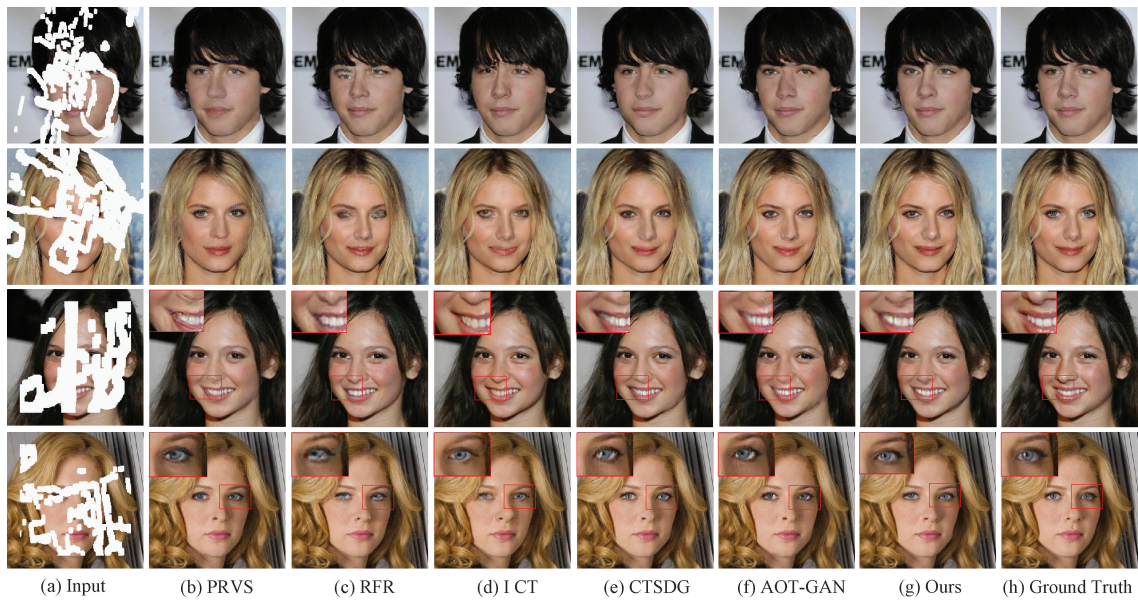 EM EM EM EM EM EM EM
(a) Input (b) PRVS (c) RFR (d) I CT (e) CTSDG (f) AOT-GAN (g) Ours (h) Ground Truth